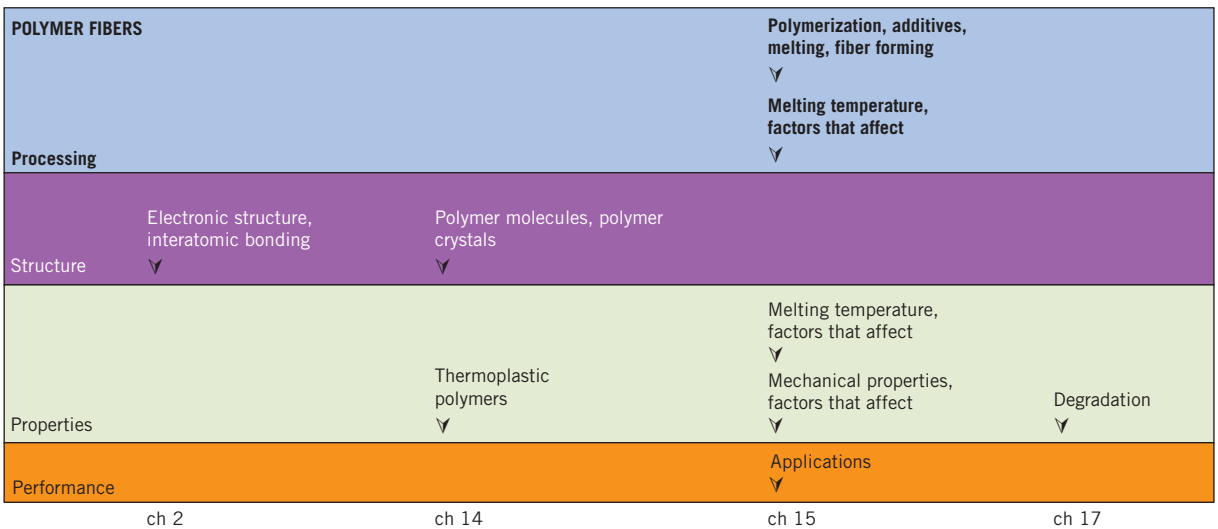 POLYMER FIBERS
Polymerization, additives,
melting, fiber forming
Melting temperature,
factors that affect
Processing
Electronic structure,
interatomic bonding
Polymer molecules, polymer
crystals
Structure
Melting temperature,
factors that affect
Thermoplastic
polymers
Mechanical properties,
factors that affect
Degradation
Properties
Applications
Performance
ch 2
ch 14
ch 15
ch 17